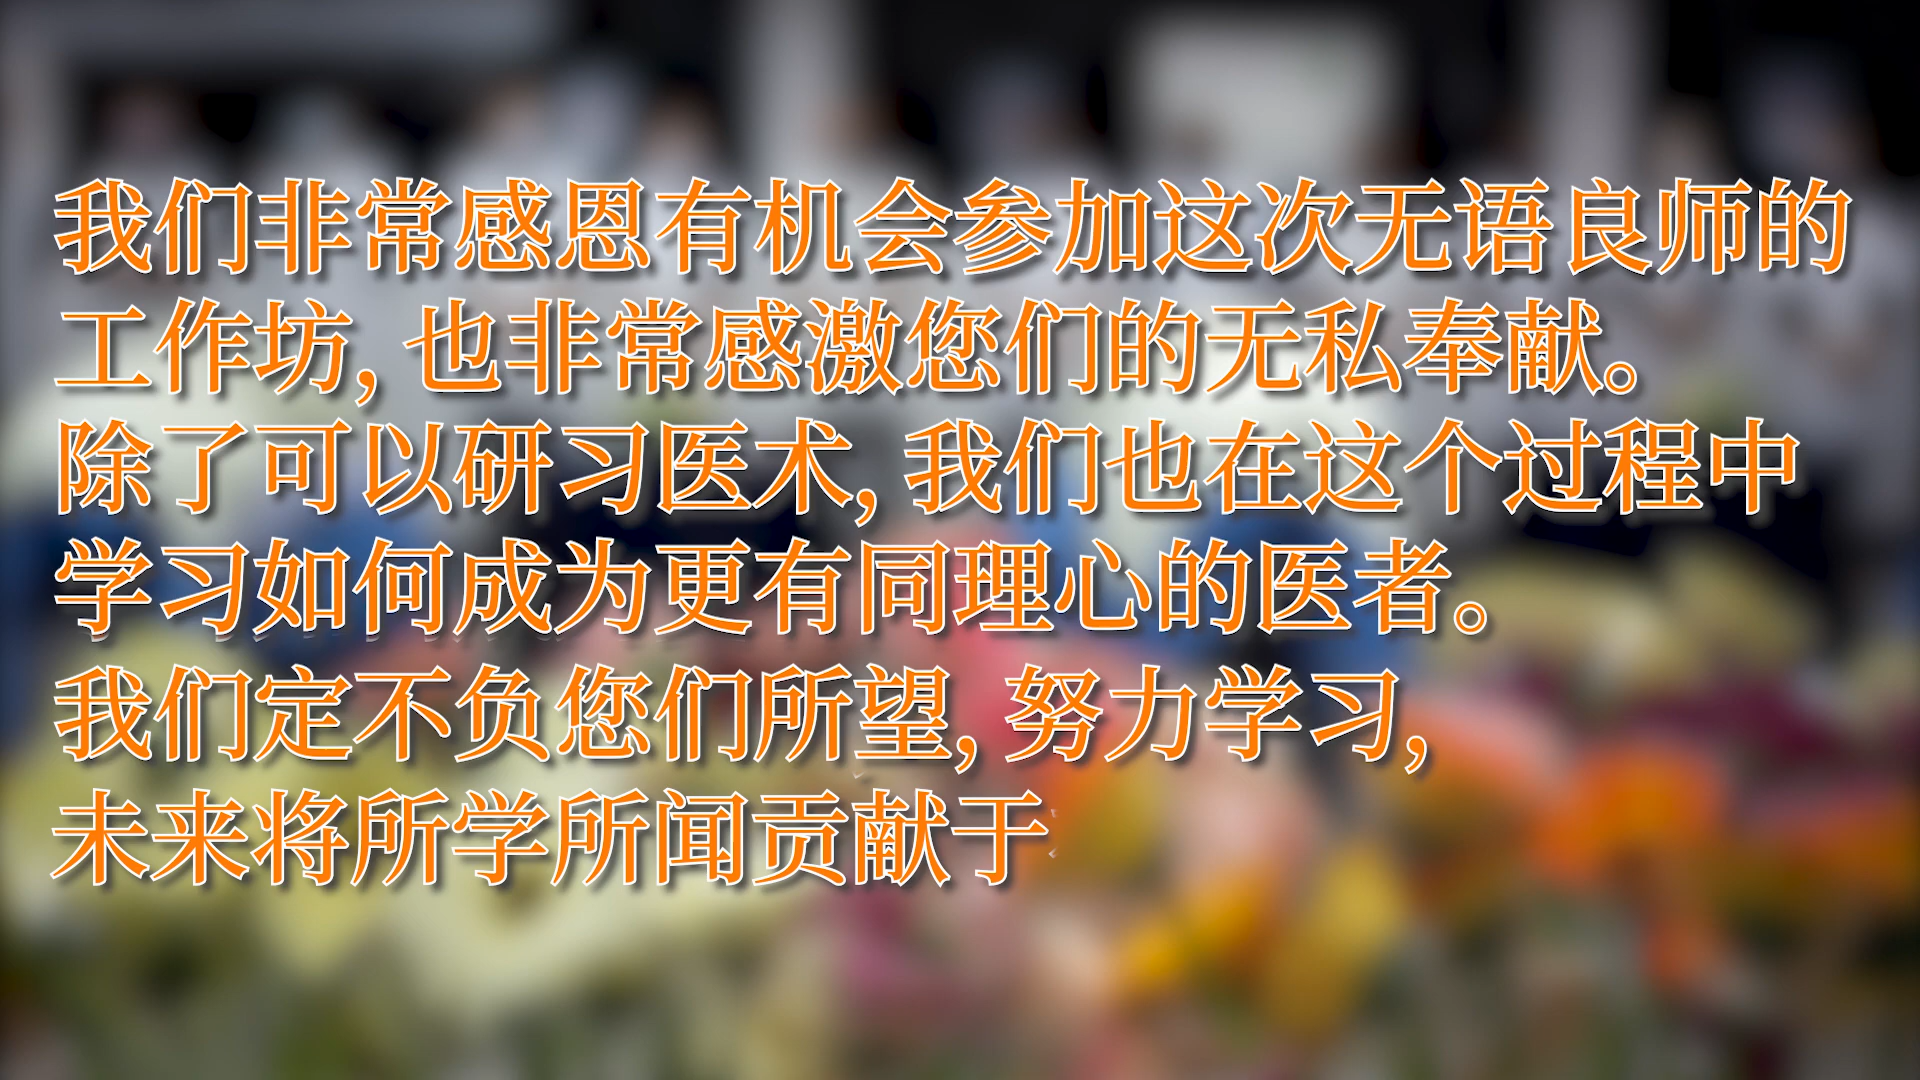 我们非常感恩有机会参加这次无语良师的
工作坊, 也非常感激您们的无私奉献。
除了可以研习医术, 我们也在这个过程中
学习如何成为更有同理心的医者。
我们定不负您们所望, 努力学习,
未来将所学所闻贡献于